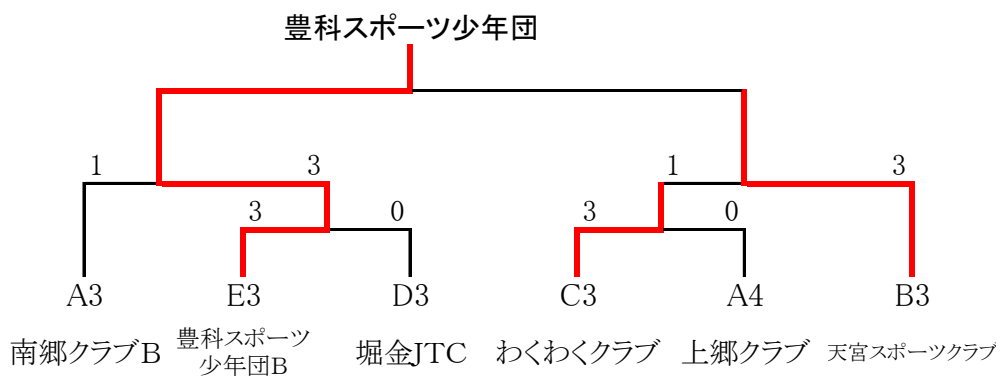 豊科スポーツ少年団
1 3 1 3
3 0 3 0
A3 E3 D3 C3 A4 B3
南郷クラブB 豊科スポーツ少年団B 堀金JTC わくわくクラブ 上郷クラブ 天宮スポーツクラブ